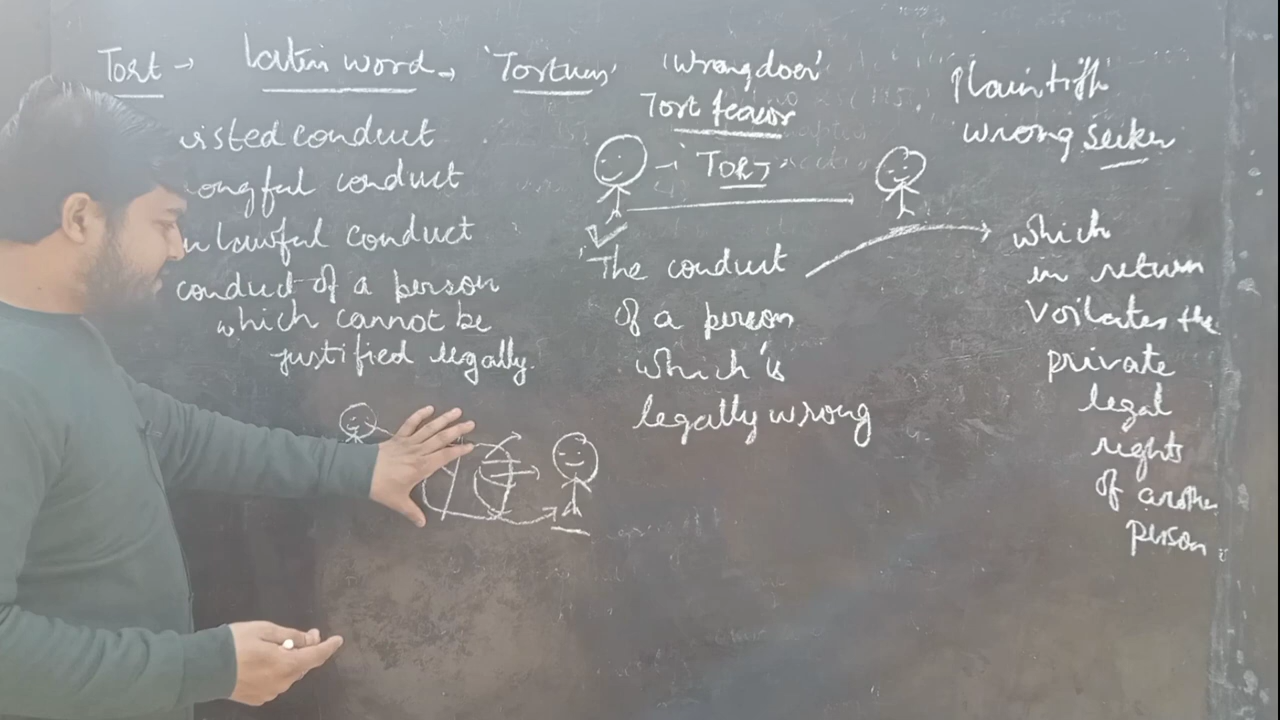 Tort → Latin word → 'Tortum'
isted conduct
ongful conduct
n lawful conduct
conduct of a person
which cannot be
justified legally.
'Wrongdoer'
Tort feasor
TORT
'The conduct
of a person
which is
legally wrong
Plaintiff
wrong seeker
which
in return
Voilates the
private
legal
rights
of another
person.